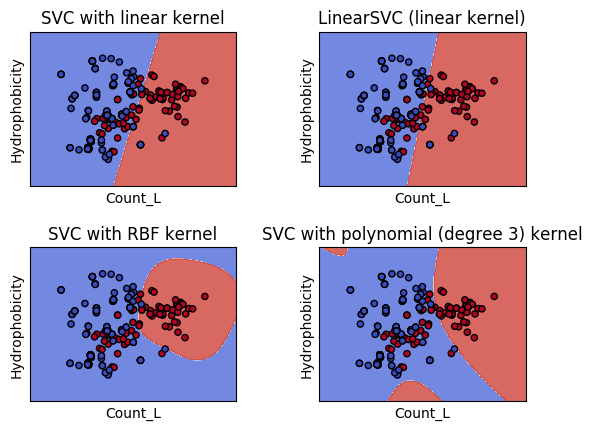 SVC with linear kernel
LinearSVC (linear kernel)
Hydrophobicity
Hydrophobicity
Count_L
Count_L
SVC with RBF kernel
SVC with polynomial (degree 3) kernel
Hydrophobicity
Hydrophobicity
Count_L
Count_L